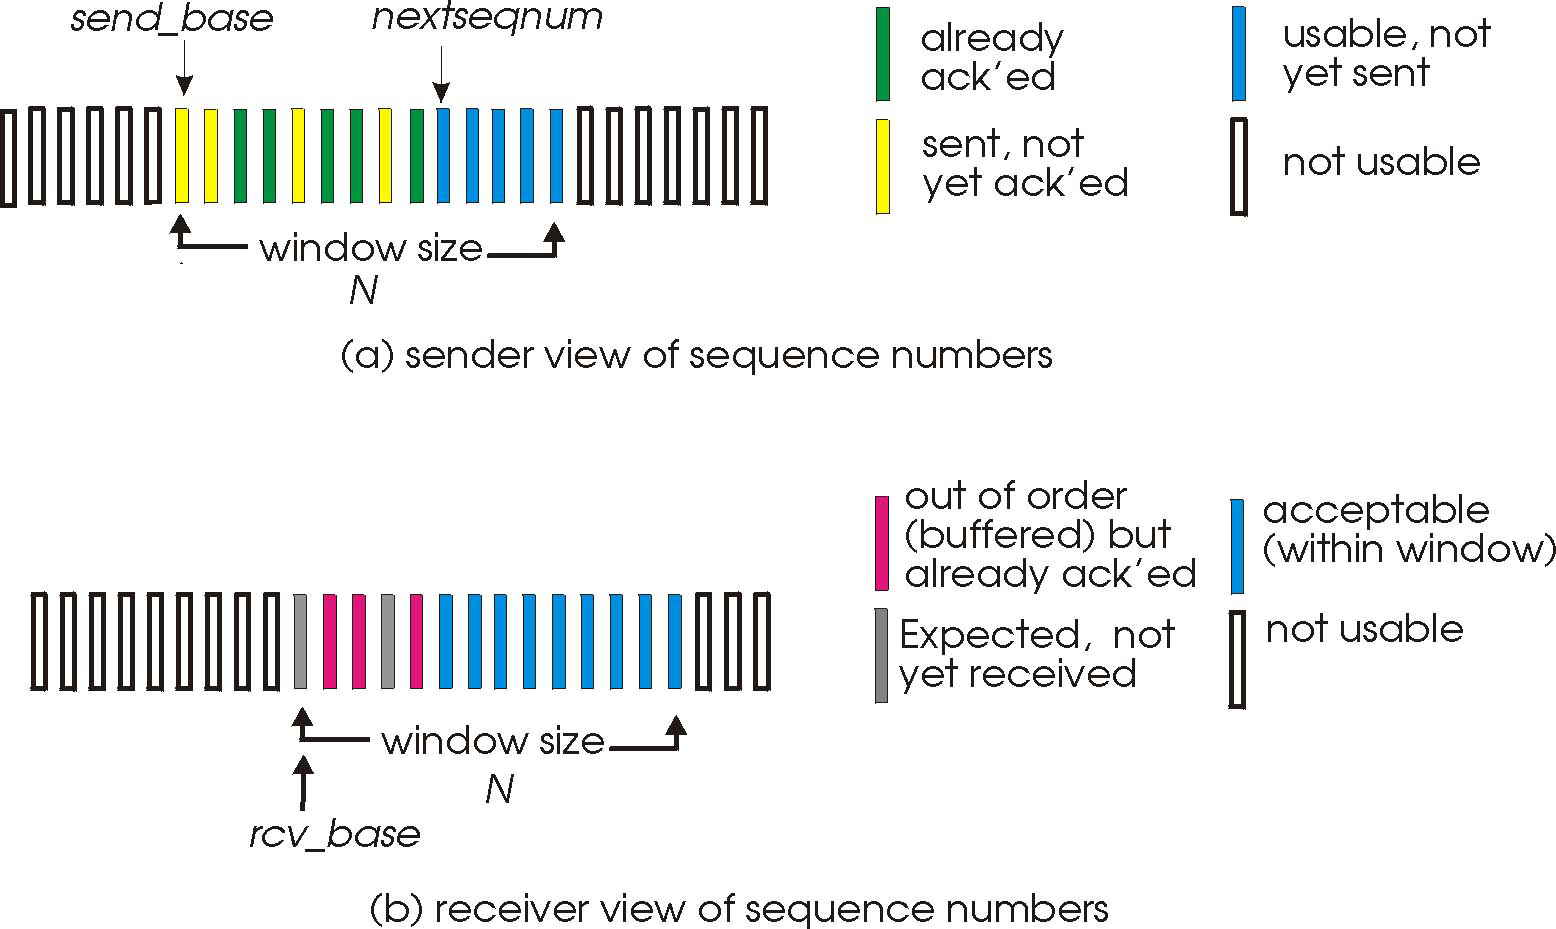 send_base
nextseqnum
already
ack'ed
usable, not
yet sent
sent, not
yet ack'ed
not usable
window size
N
(a) sender view of sequence numbers
out of order
(buffered) but
already ack'ed
acceptable
(within window)
Expected, not
yet received
not usable
window size
N
rcv_base
(b) receiver view of sequence numbers